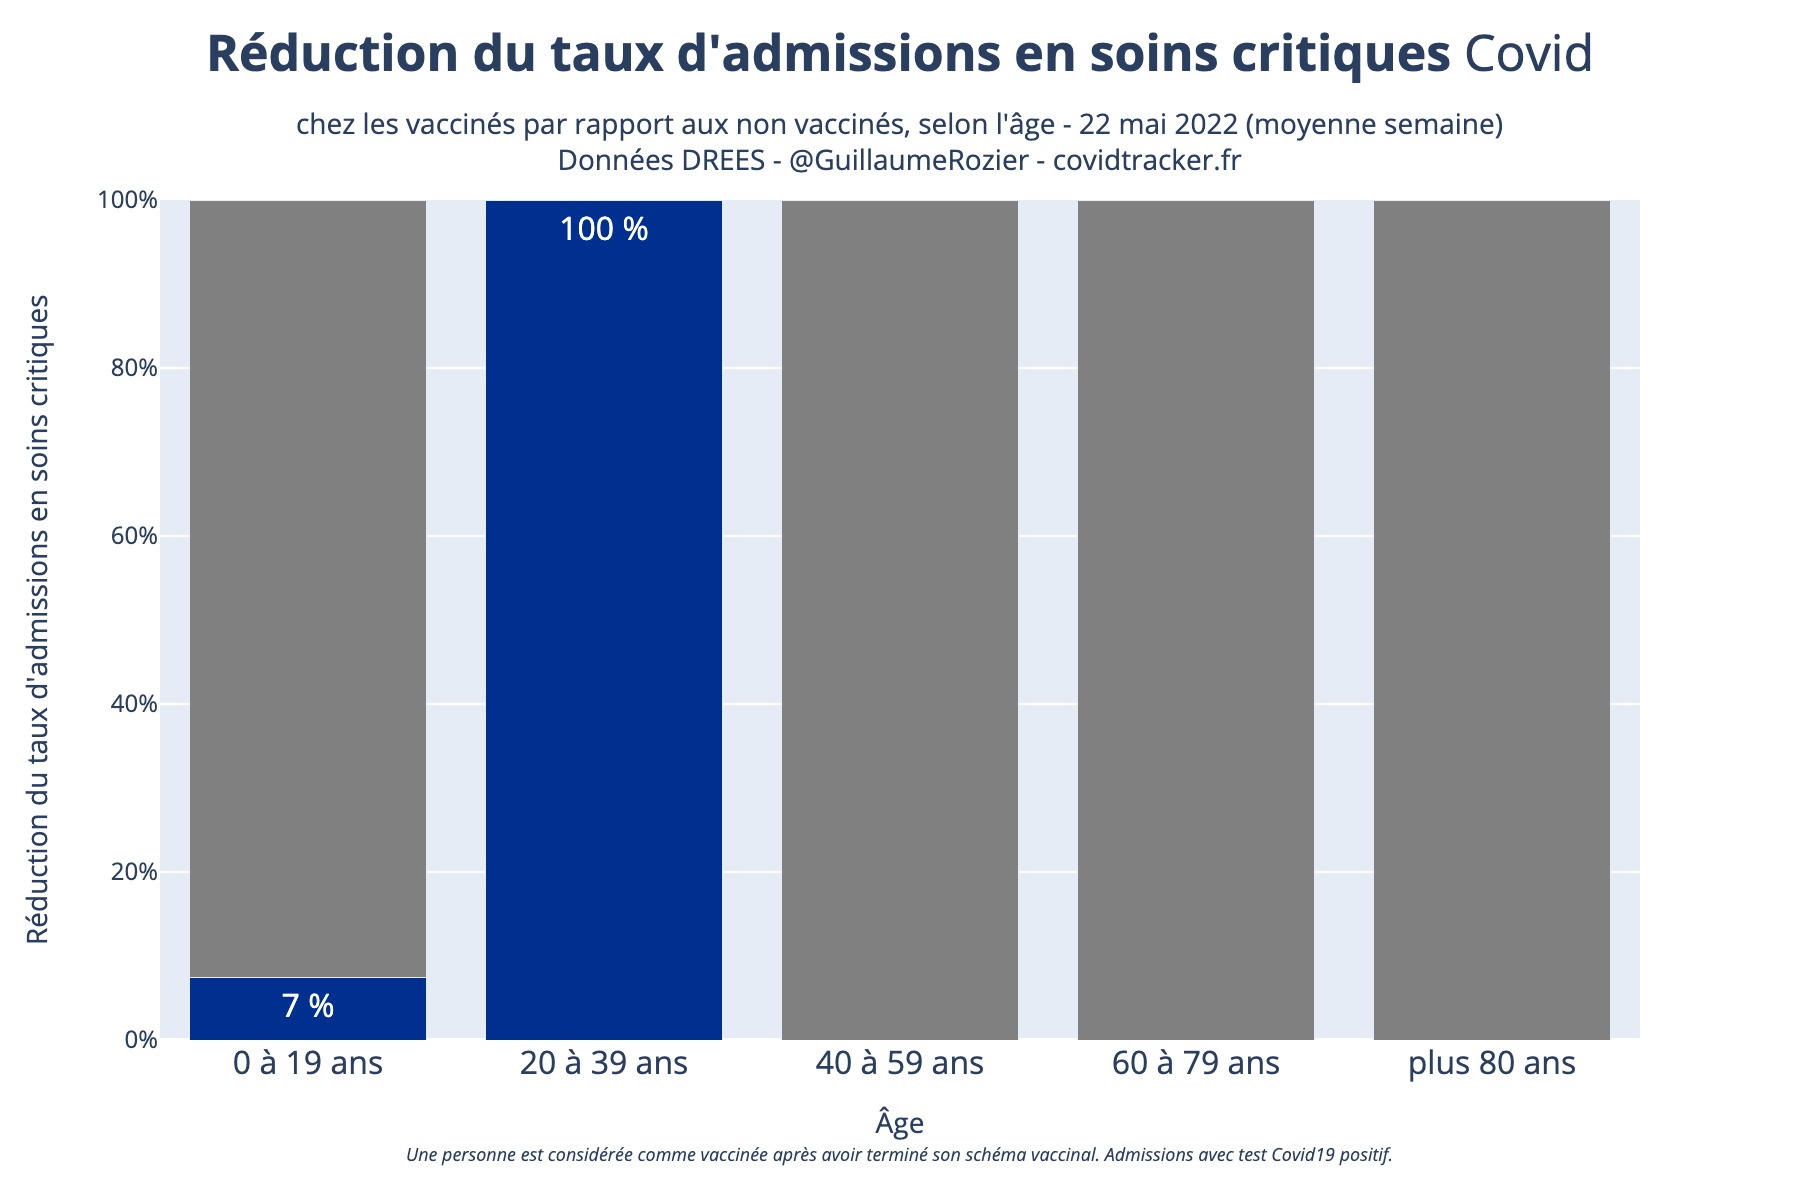 Réduction du taux d'admissions en soins critiques Covid
chez les vaccinés par rapport aux non vaccinés, selon l'âge - 22 mai 2022 (moyenne semaine)
Données DREES - @GuillaumeRozier - covidtracker.fr
Réduction du taux d'admissions en soins critiques
100%
80%
60%
40%
20%
0%
100 %
7 %
0 à 19 ans
20 à 39 ans
40 à 59 ans
60 à 79 ans
plus 80 ans
Âge
Une personne est considérée comme vaccinée après avoir terminé son schéma vaccinal. Admissions avec test Covid19 positif.